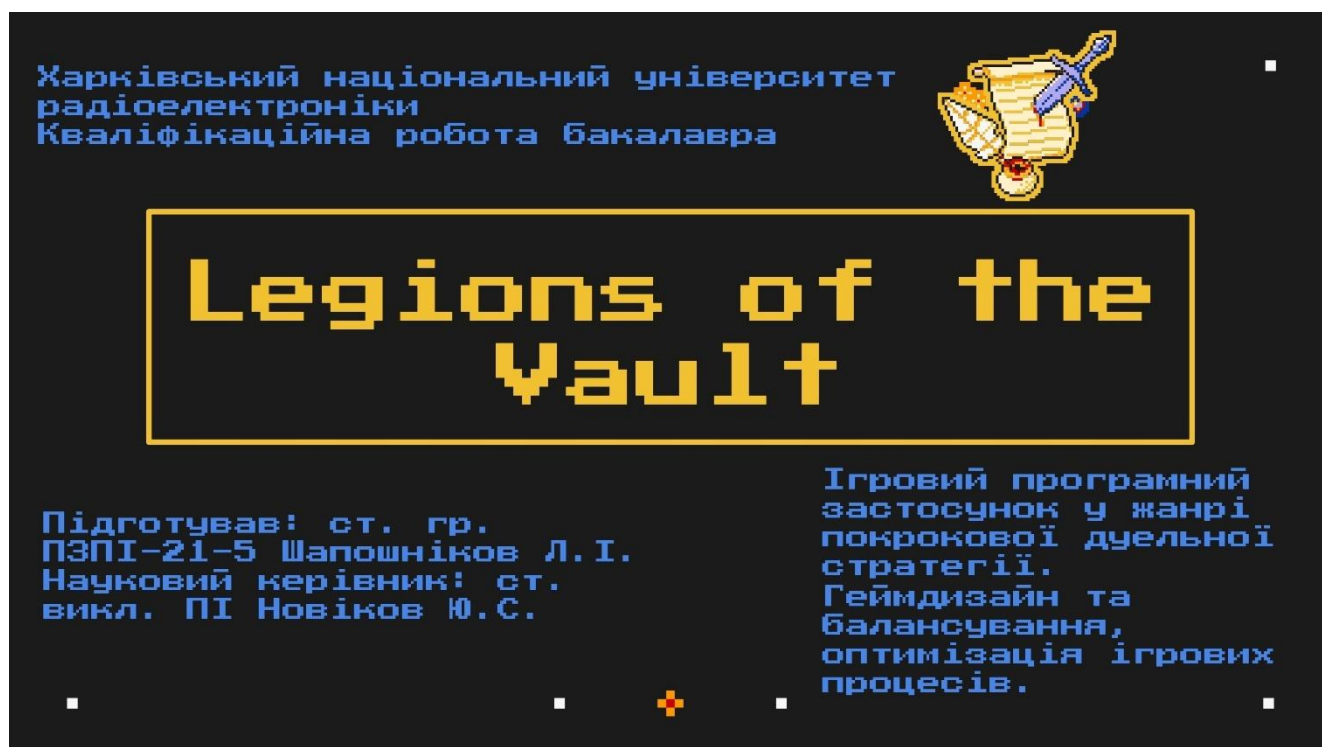 Харківський національний університет
радіоелектроніки
Кваліфікаційна робота бакалавра
Legions of the
Vault
Підготував: ст. гр.
ПЗПІ-21-5 Шапошніков Л.І.
Науковий керівник: ст.
викл. ПІ Новіков Ю.С.
Ігровий програмний
застосунок у жанрі
покрокової дуельної
стратегії.
Геймдизайн та
балансування,
оптимізація ігрових
процесів.